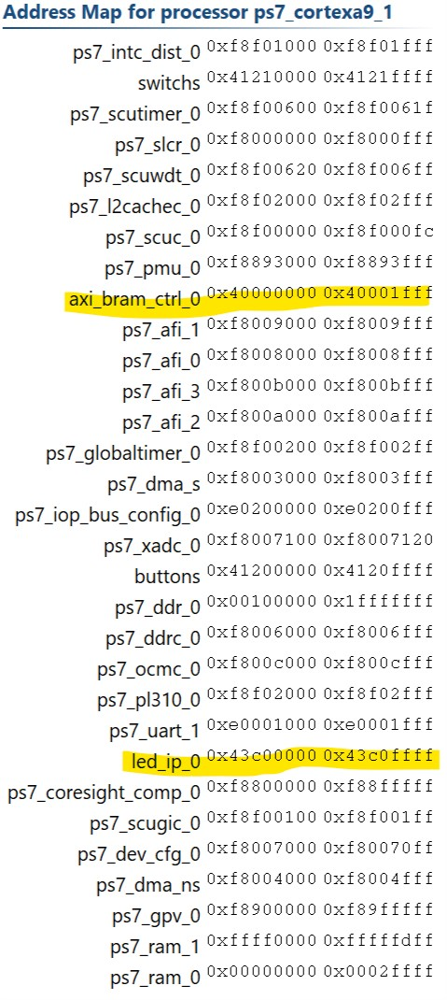 Address Map for processor ps7_cortexa9_1
ps7_intc_dist_0 0xf8f01000 0xf8f01fff
switchs 0x41210000 0x4121ffff
ps7_scutimer_0 0xf8f00600 0xf8f0061f
ps7_slcr_0 0xf8000000 0xf8000fff
ps7_scuwdt_0 0xf8f00620 0xf8f006ff
ps7_l2cachec_0 0xf8f02000 0xf8f02fff
ps7_scuc_0 0xf8f00000 0xf8f000fc
ps7_pmu_0 0xf8893000 0xf8893fff
axi_bram_ctrl_0 0x40000000 0x40001fff
ps7_afi_1 0xf8009000 0xf8009fff
ps7_afi_0 0xf8008000 0xf8008fff
ps7_afi_3 0xf800b000 0xf800bfff
ps7_afi_2 0xf800a000 0xf800afff
ps7_globaltimer_0 0xf8f00200 0xf8f002ff
ps7_dma_s 0xf8003000 0xf8003fff
ps7_iop_bus_config_0 0xe0200000 0xe0200fff
ps7_xadc_0 0xf8007100 0xf8007120
buttons 0x41200000 0x4120ffff
ps7_ddr_0 0x00100000 0x1fffffff
ps7_ddrc_0 0xf8006000 0xf8006fff
ps7_ocmc_0 0xf800c000 0xf800cfff
ps7_pl310_0 0xf8f02000 0xf8f02fff
ps7_uart_1 0xe0001000 0xe0001fff
led_ip_0 0x43c00000 0x43c0ffff
ps7_coresight_comp_0 0xf8800000 0xf88fffff
ps7_scugic_0 0xf8f00100 0xf8f001ff
ps7_dev_cfg_0 0xf8007000 0xf80070ff
ps7_dma_ns 0xf8004000 0xf8004fff
ps7_gpv_0 0xf8900000 0xf89fffff
ps7_ram_1 0xffff0000 0xfffffdff
ps7_ram_0 0x00000000 0x0002ffff